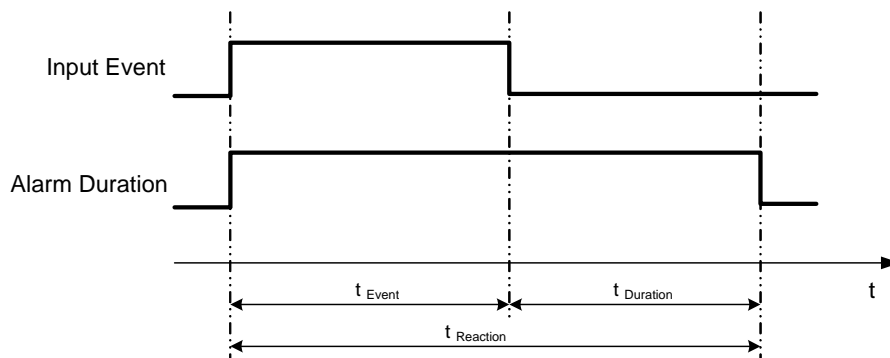 Input Event
Alarm Duration
t
t Event
t Duration
t Reaction